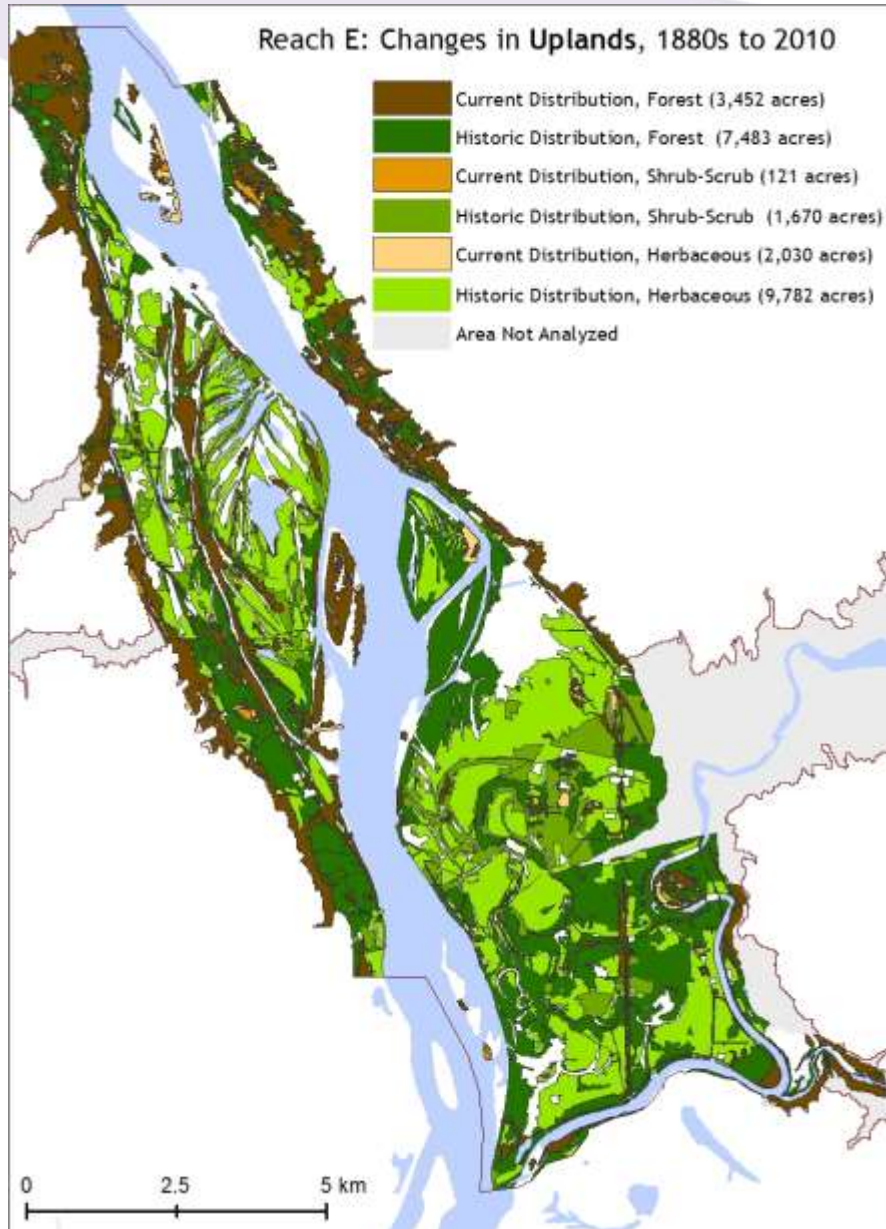 Reach E: Changes in Uplands, 1880s to 2010
Current Distribution, Forest (3,452 acres)
Historic Distribution, Forest (7,483 acres)
Current Distribution, Shrub-Scrub (121 acres)
Historic Distribution, Shrub-Scrub (1,670 acres)
Current Distribution, Herbaceous (2,030 acres)
Historic Distribution, Herbaceous (9,782 acres)
Area Not Analyzed
0 2.5 5 km